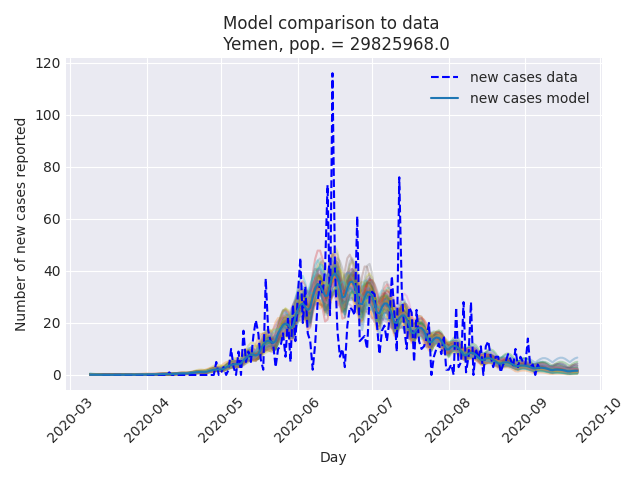 Model comparison to data
Yemen, pop. = 29825968.0
new cases data
new cases model
Number of new cases reported
120
100
80
60
40
20
0
2020-03
2020-04
2020-05
2020-06
2020-07
2020-08
2020-09
2020-10
Day